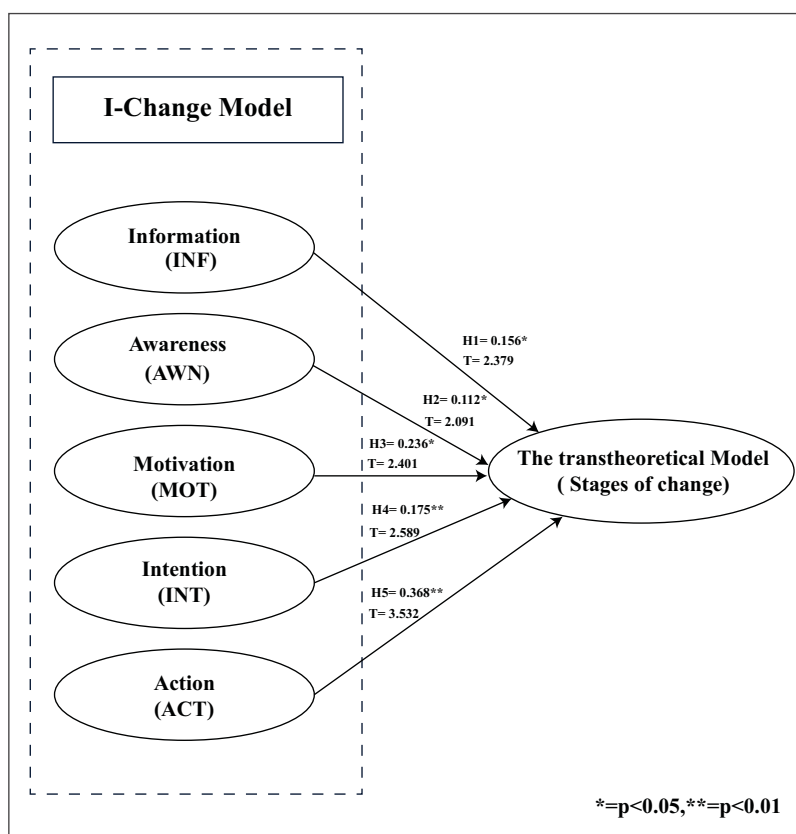 I-Change Model
Information
(INF)
Awareness
(AWN)
Motivation
(MOT)
Intention
(INT)
Action
(ACT)
H1= 0.156*
T= 2.379
H2= 0.112*
T= 2.091
H3= 0.236*
T= 2.401
H4= 0.175**
T= 2.589
H5= 0.368**
T= 3.532
The transtheoretical Model
( Stages of change)
*=p<0.05,**=p<0.01